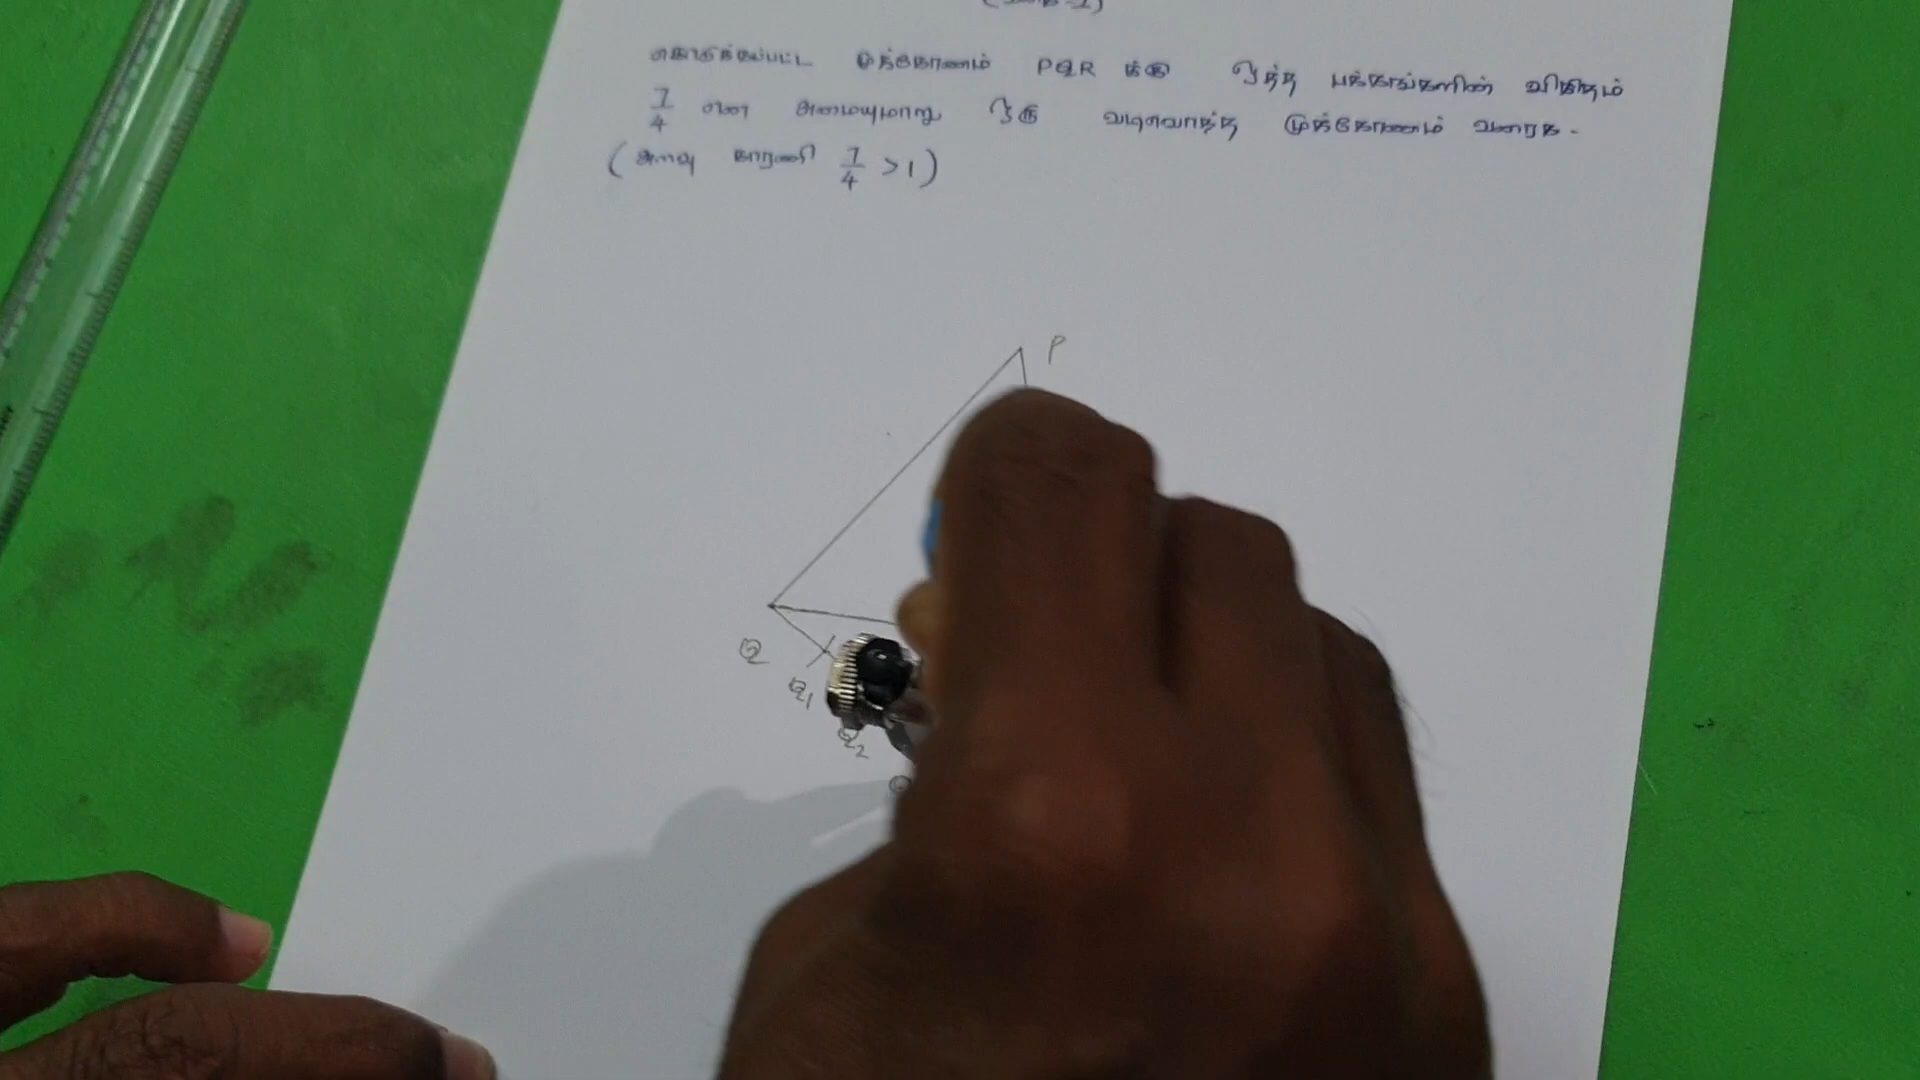 கொடுக்கப்பட்ட முக்கோணம் PQR க்கு ஒத்த பக்கங்களின் விகிதம்
7/4 என அமையுமாறு ஒரு வடிவொத்த முக்கோணம் வரைக.
(அளவு காரணி 7/4 > 1)
P
Q
Q1
Q2